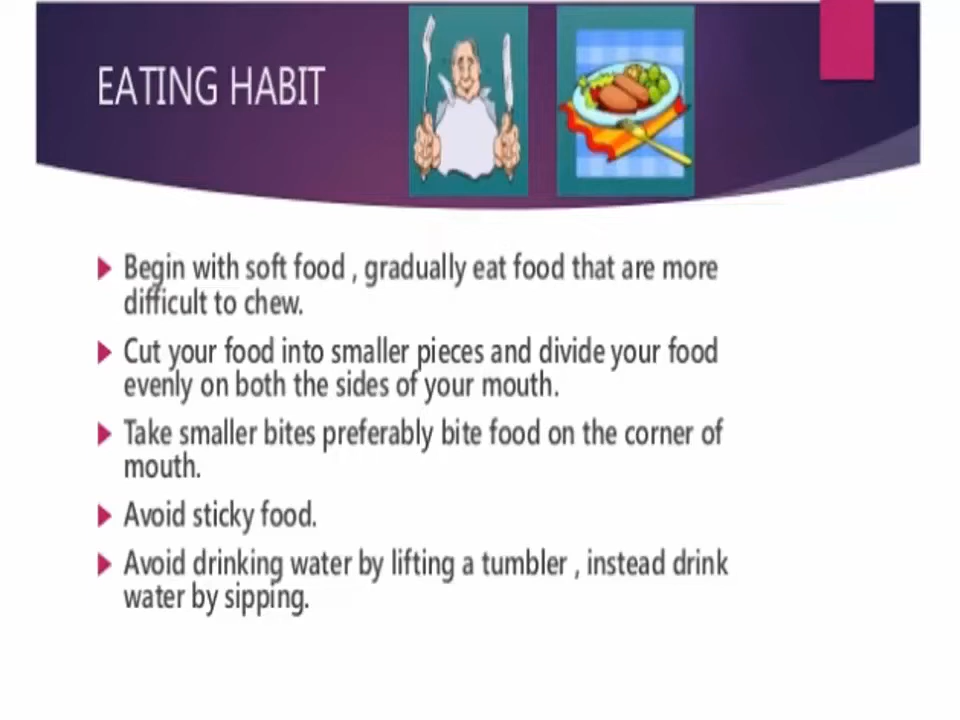 EATING HABIT
Begin with soft food , gradually eat food that are more
difficult to chew.
Cut your food into smaller pieces and divide your food
evenly on both the sides of your mouth.
Take smaller bites preferably bite food on the corner of
mouth.
Avoid sticky food.
Avoid drinking water by lifting a tumbler , instead drink
water by sipping.